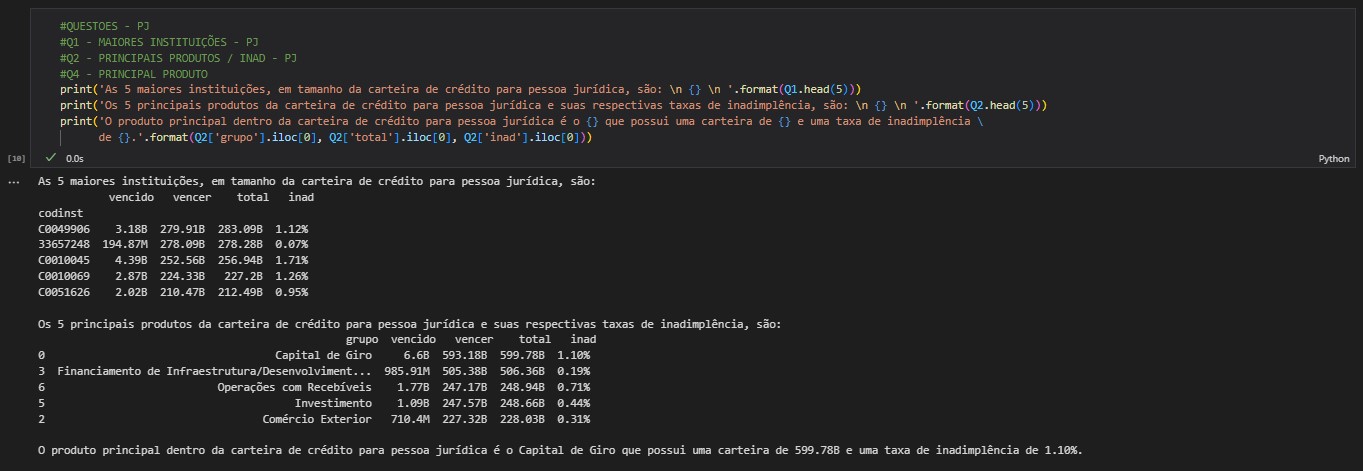 #QUESTOES - PJ
#Q1 - MAIORES INSTITUIÇÕES - PJ
#Q2 - PRINCIPAIS PRODUTOS / INAD - PJ
#Q4 - PRINCIPAL PRODUTO
print('As 5 maiores instituições, em tamanho da carteira de crédito para pessoa jurídica, são: \n {} \n '.format(Q1.head(5)))
print('Os 5 principais produtos da carteira de crédito para pessoa jurídica e suas respectivas taxas de inadimplência, são: \n {} \n '.format(Q2.head(5)))
print('O produto principal dentro da carteira de crédito para pessoa jurídica é o {} que possui uma carteira de {} e uma taxa de inadimplência \
de {}.'.format(Q2['grupo'].iloc[0], Q2['total'].iloc[0], Q2['inad'].iloc[0]))
[10] ✓ 0.0s Python
... As 5 maiores instituições, em tamanho da carteira de crédito para pessoa jurídica, são:
vencido vencer total inad
codinst
C0049906 3.18B 279.91B 283.09B 1.12%
33657248 194.87M 278.09B 278.28B 0.07%
C0010045 4.39B 252.56B 256.94B 1.71%
C0010069 2.87B 224.33B 227.2B 1.26%
C0051626 2.02B 210.47B 212.49B 0.95%
Os 5 principais produtos da carteira de crédito para pessoa jurídica e suas respectivas taxas de inadimplência, são:
grupo vencido vencer total inad
0 Capital de Giro 6.6B 593.18B 599.78B 1.10%
3 Financiamento de Infraestrutura/Desenvolviment... 985.91M 505.38B 506.36B 0.19%
6 Operações com Recebíveis 1.77B 247.17B 248.94B 0.71%
5 Investimento 1.09B 247.57B 248.66B 0.44%
2 Comércio Exterior 710.4M 227.32B 228.03B 0.31%
O produto principal dentro da carteira de crédito para pessoa jurídica é o Capital de Giro que possui uma carteira de 599.78B e uma taxa de inadimplência de 1.10%.